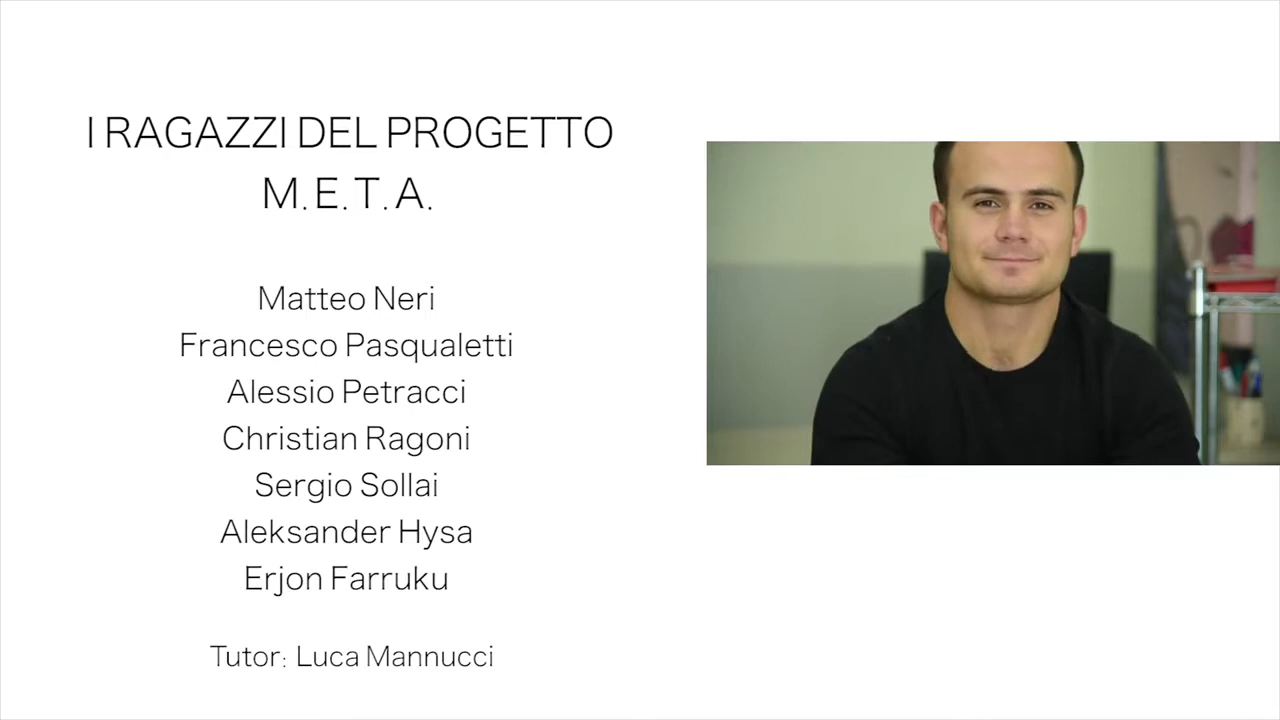 I RAGAZZI DEL PROGETTO
M.E.T.A.
Matteo Neri
Francesco Pasqualetti
Alessio Petracci
Christian Ragoni
Sergio Sollai
Aleksander Hysa
Erjon Farruku
Tutor: Luca Mannucci